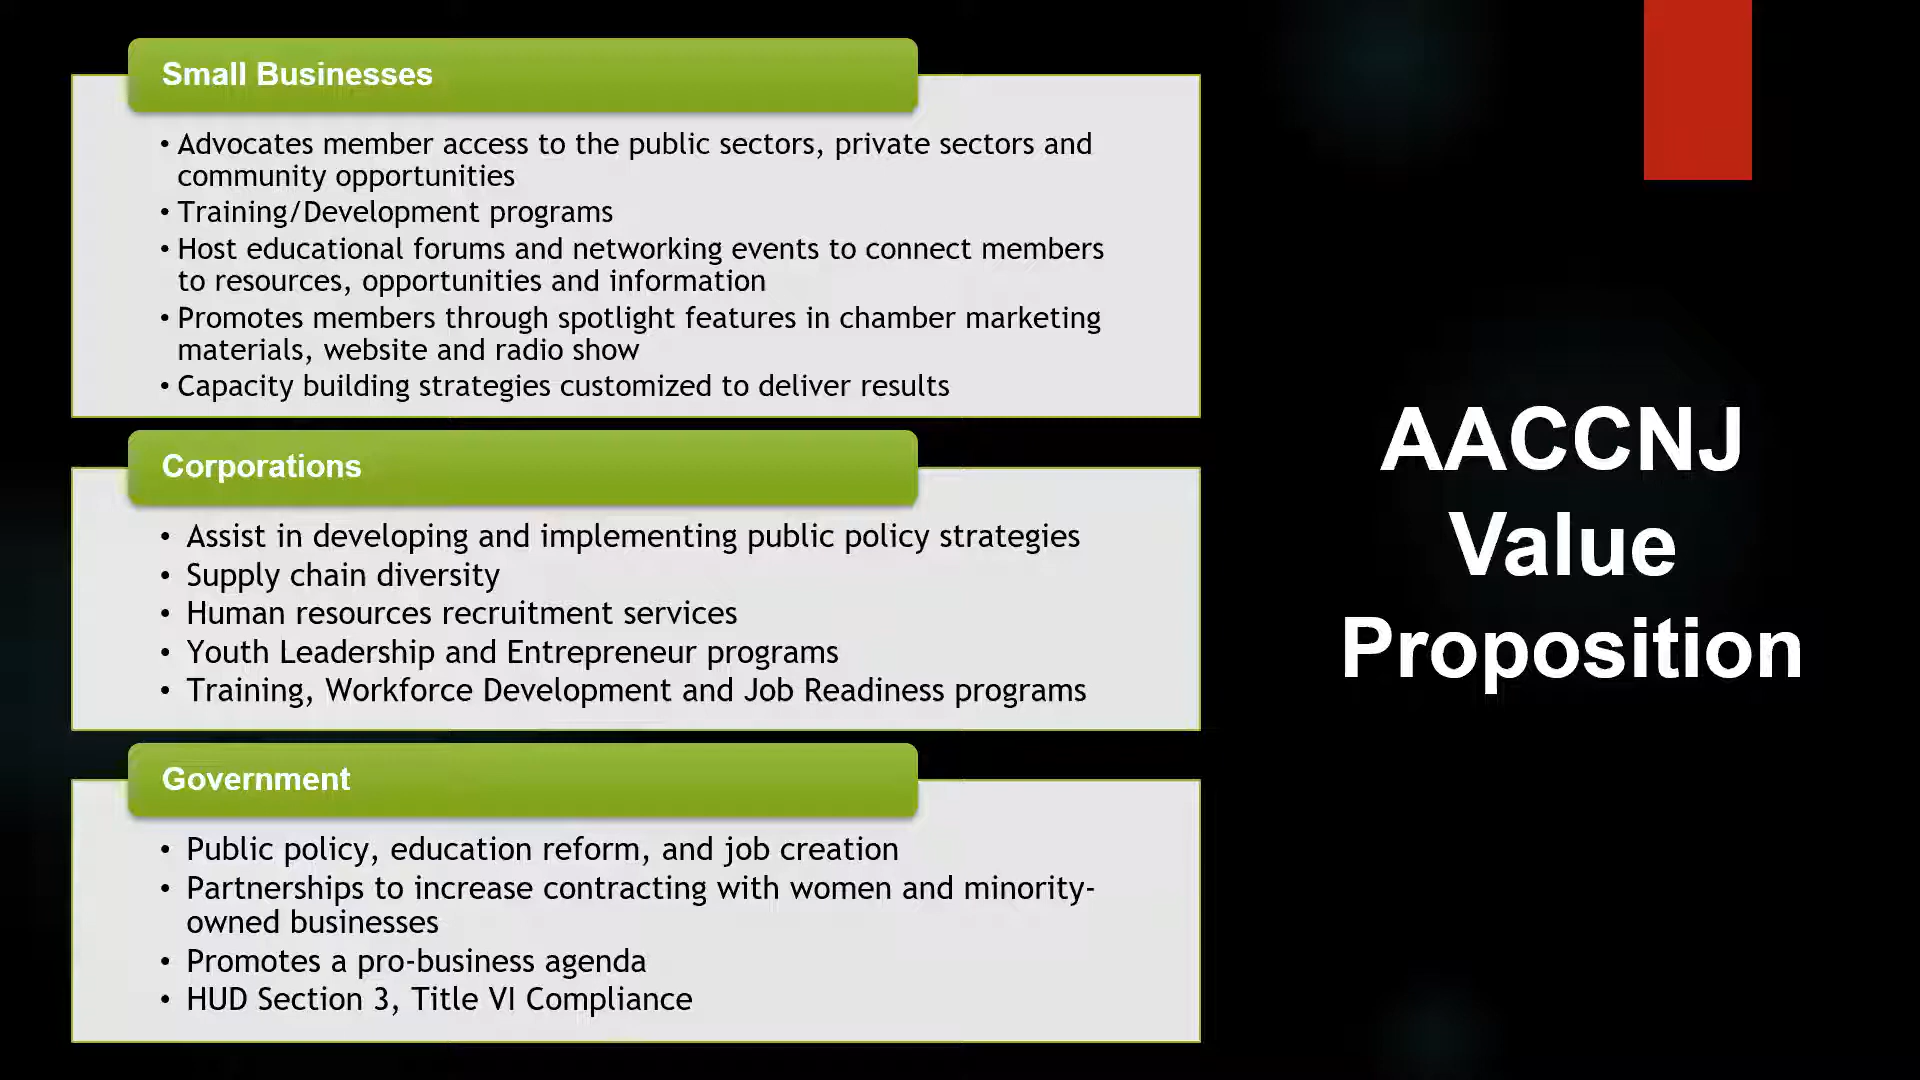 Small Businesses
• Advocates member access to the public sectors, private sectors and
community opportunities
• Training/Development programs
• Host educational forums and networking events to connect members
to resources, opportunities and information
• Promotes members through spotlight features in chamber marketing
materials, website and radio show
• Capacity building strategies customized to deliver results
Corporations
• Assist in developing and implementing public policy strategies
• Supply chain diversity
• Human resources recruitment services
• Youth Leadership and Entrepreneur programs
• Training, Workforce Development and Job Readiness programs
Government
• Public policy, education reform, and job creation
• Partnerships to increase contracting with women and minority-
owned businesses
• Promotes a pro-business agenda
• HUD Section 3, Title VI Compliance
AACCNJ
Value
Proposition